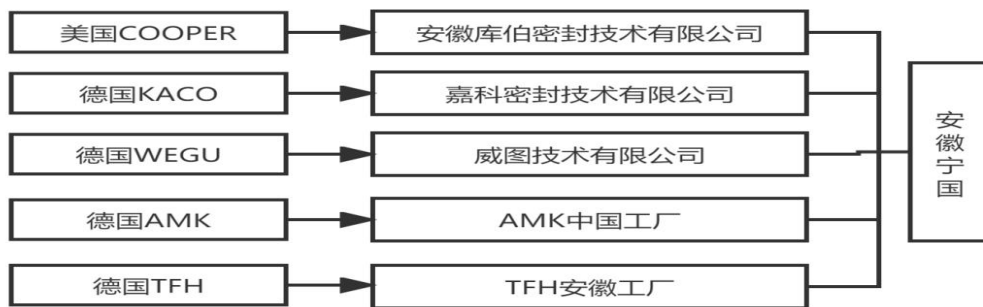 美国COOPER
安徽库伯密封技术有限公司
德国KACO
嘉科密封技术有限公司
德国WEGU
威图技术有限公司
德国AMK
AMK中国工厂
德国TFH
TFH安徽工厂
安徽宁国